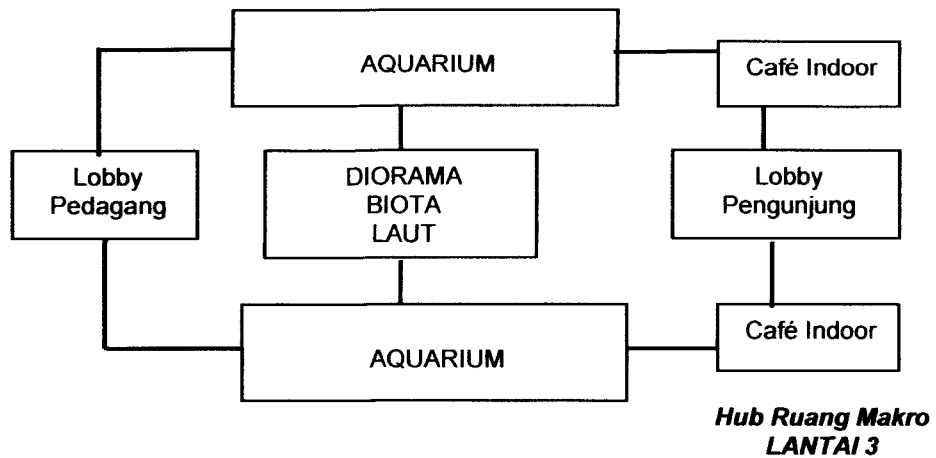 AQUARIUM
Café Indoor
Lobby
Pedagang
DIORAMA
BIOTA
LAUT
Lobby
Pengunjung
AQUARIUM
Café Indoor
Hub Ruang Makro
LANTAI 3